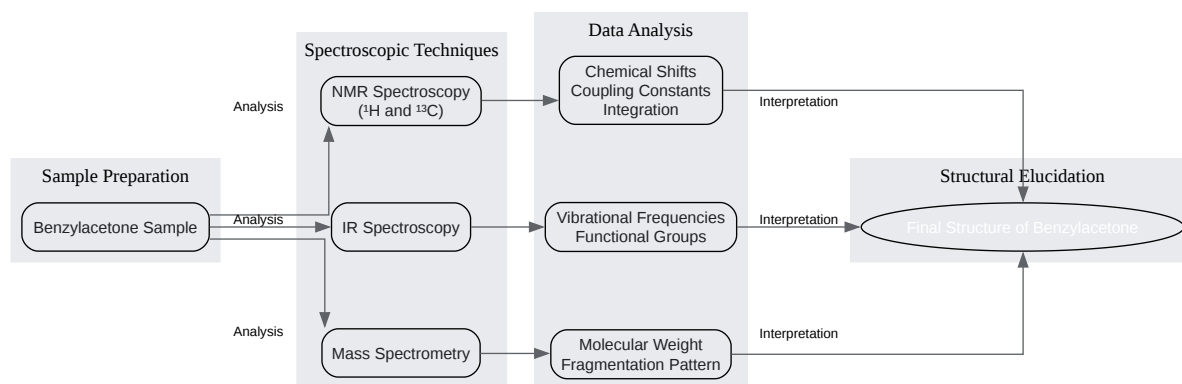 Data Analysis
Spectroscopic Techniques
Chemical Shifts
Coupling Constants
Integration
NMR Spectroscopy
(¹H and ¹³C)
Analysis
Interpretation
Sample Preparation
Structural Elucidation
Benzylacetone Sample
Analysis
IR Spectroscopy
Vibrational Frequencies
Functional Groups
Interpretation
Final Structure of Benzylacetone
Analysis
Mass Spectrometry
Molecular Weight
Fragmentation Pattern
Interpretation